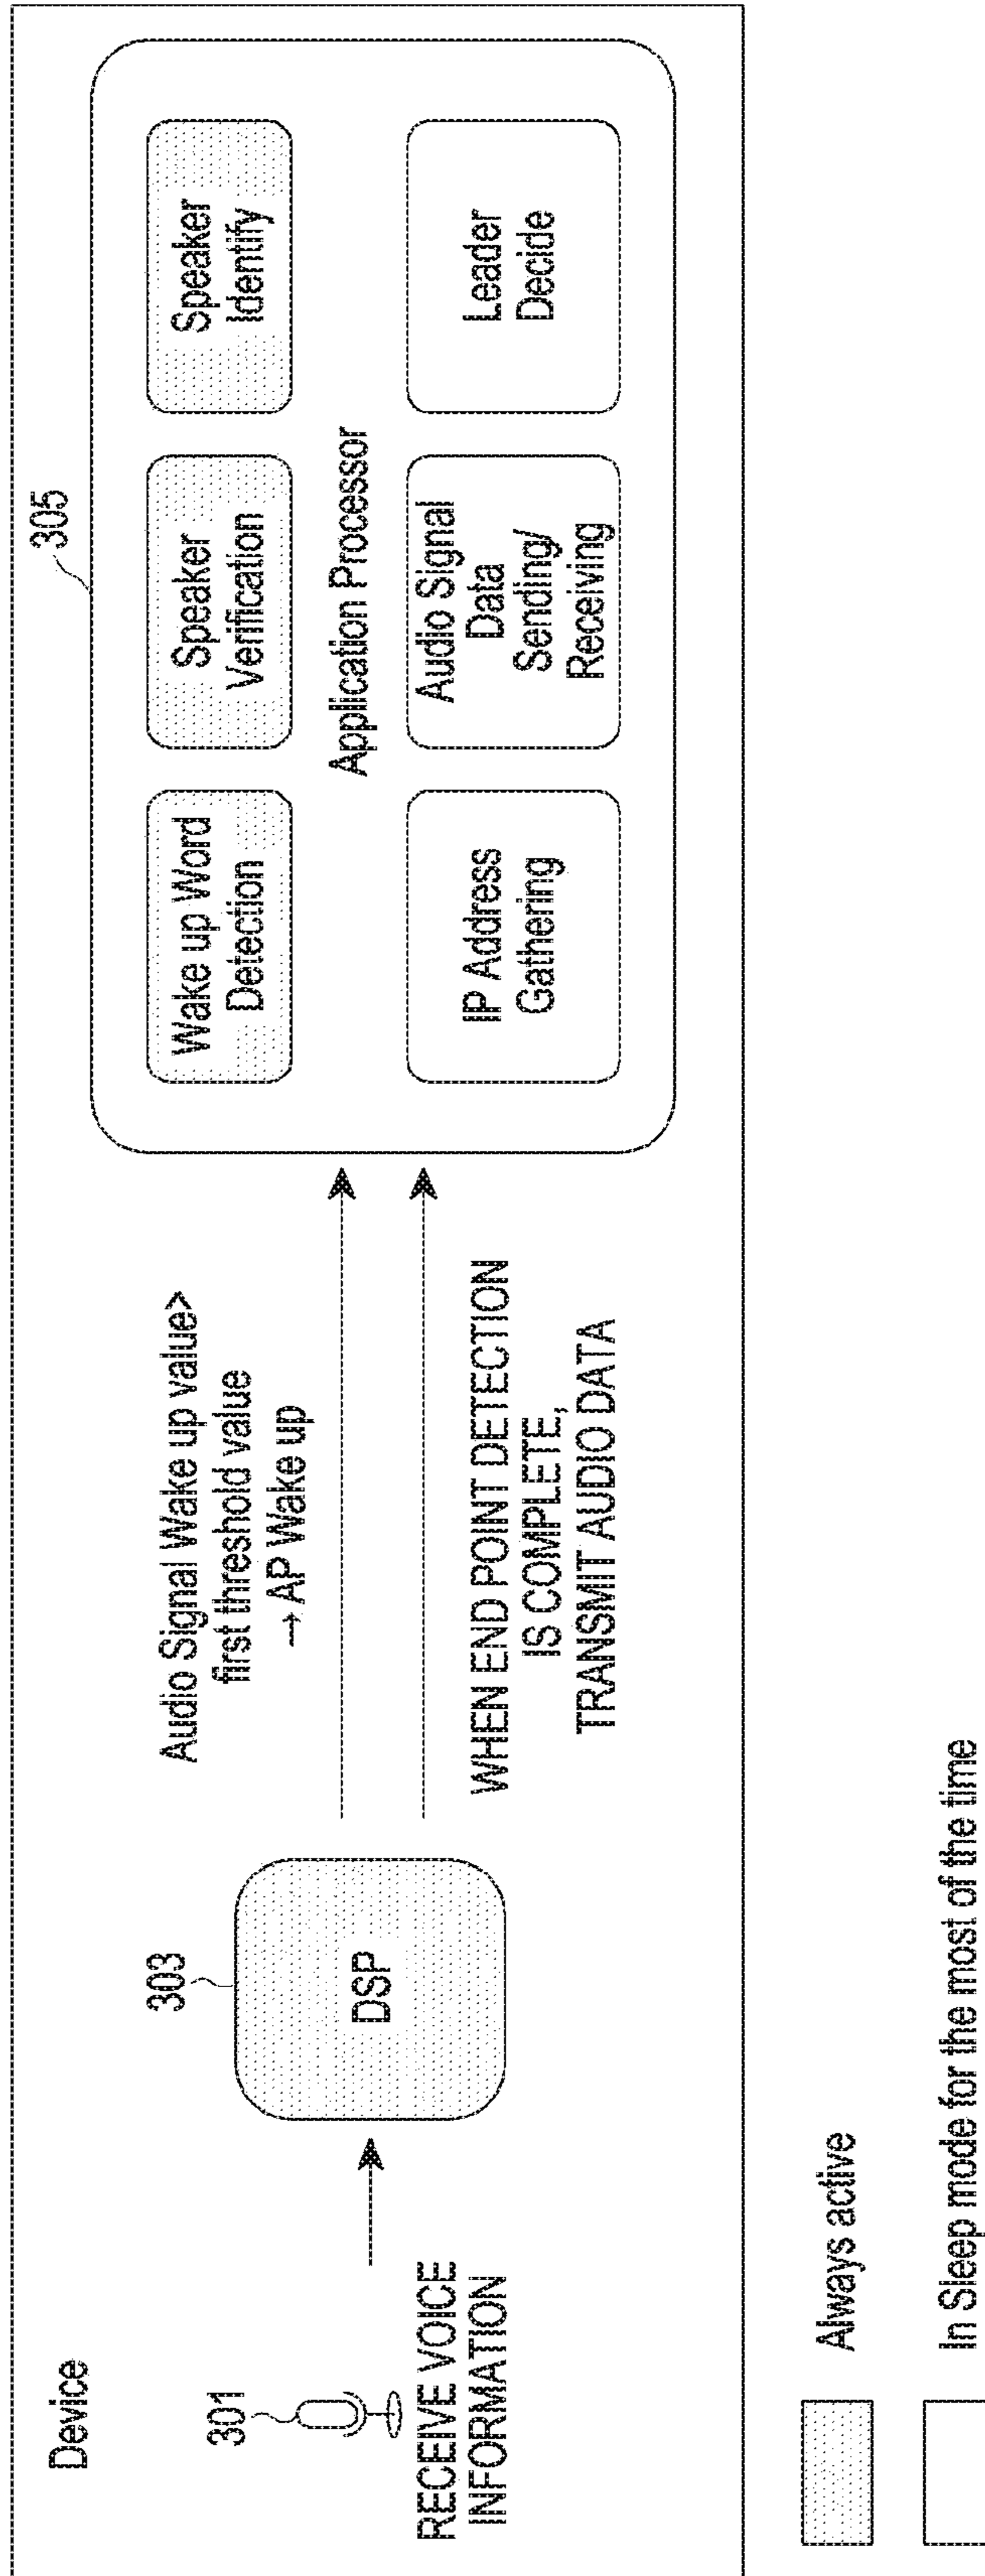 Device
301
RECEIVE VOICE
INFORMATION
303
DSP
Audio Signal Wake up value>
first threshold value
→ AP Wake up
WHEN END POINT DETECTION
IS COMPLETE,
TRANSMIT AUDIO DATA
305
Wake up Word
Detection
Speaker
Verification
Speaker
Identify
Application Processor
IP Address
Gathering
Audio Signal
Data
Sending/
Receiving
Leader
Decide
Always active
In Sleep mode for the most of the time